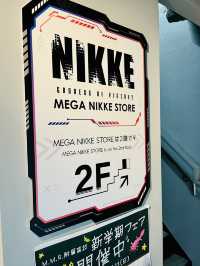 NIKKE
GODDESS OF VICTORY
MEGA NIKKE STORE
MEGA NIKKE STOREは2階です。
MEGA NIKKE STORE is on the 2nd floor.
2F
新学期フェア
開催中